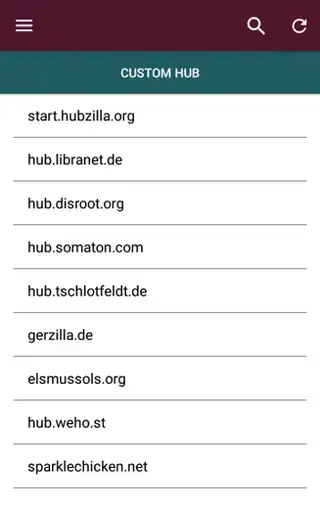 CUSTOM HUB
start.hubzilla.org
hub.libranet.de
hub.disroot.org
hub.somaton.com
hub.tschlotfeldt.de
gerzilla.de
elsmussols.org
hub.weho.st
sparklechicken.net